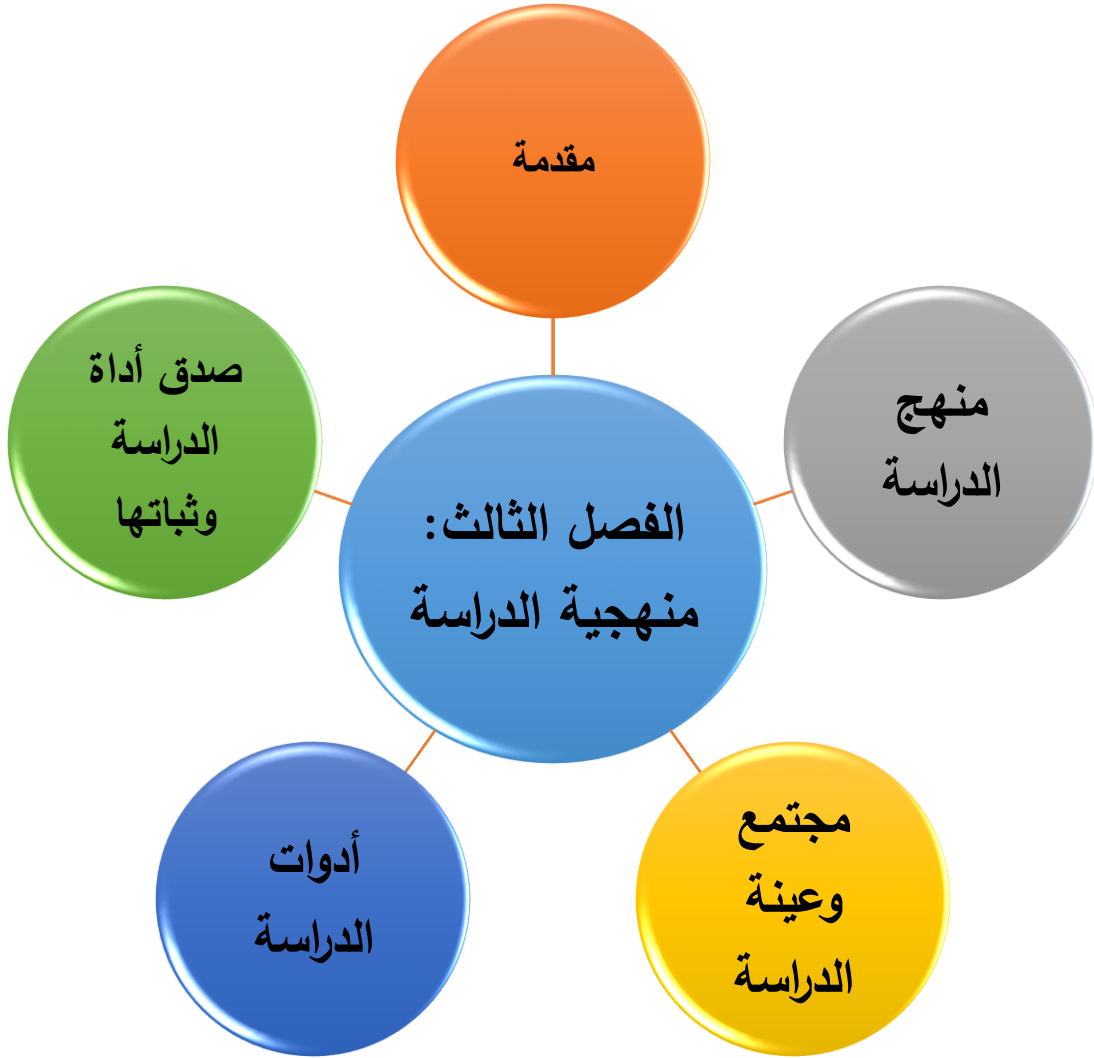 مقدمة
منهج
الدراسة
مجتمع
وعينة
الدراسة
أدوات
الدراسة
صدق أداة
الدراسة
وثباتها
الفصل الثالث:
منهجية الدراسة